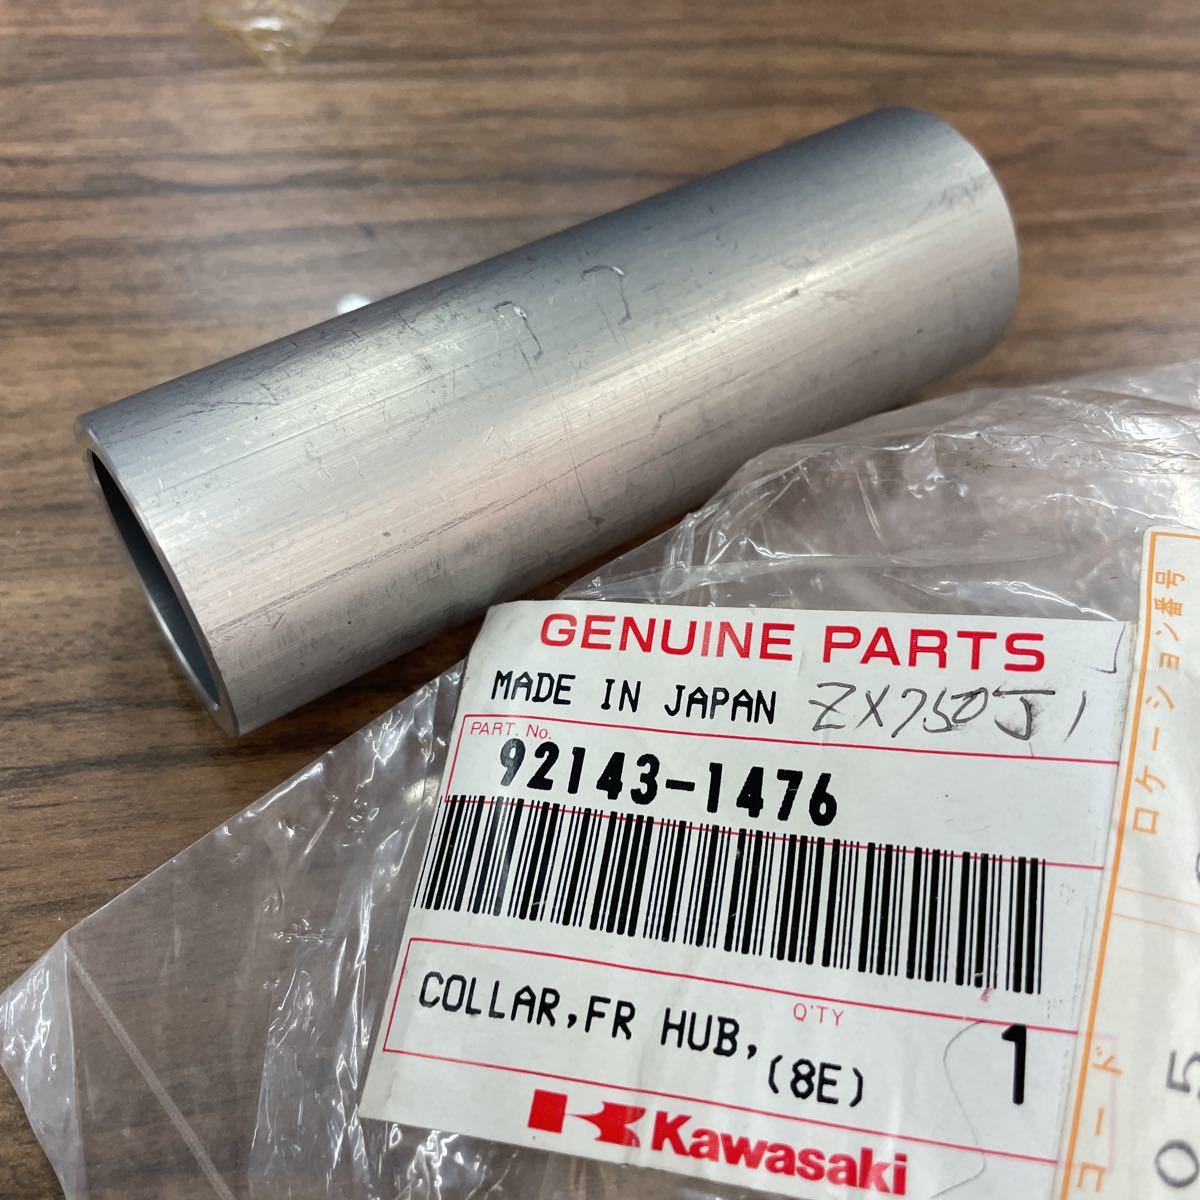 GENUINE PARTS
MADE IN JAPAN ZX750J1
PART. No.
92143-1476
COLLAR,FR HUB,
(8E)
Q'TY
1
Kawasaki
ロケーション番号
コード
05